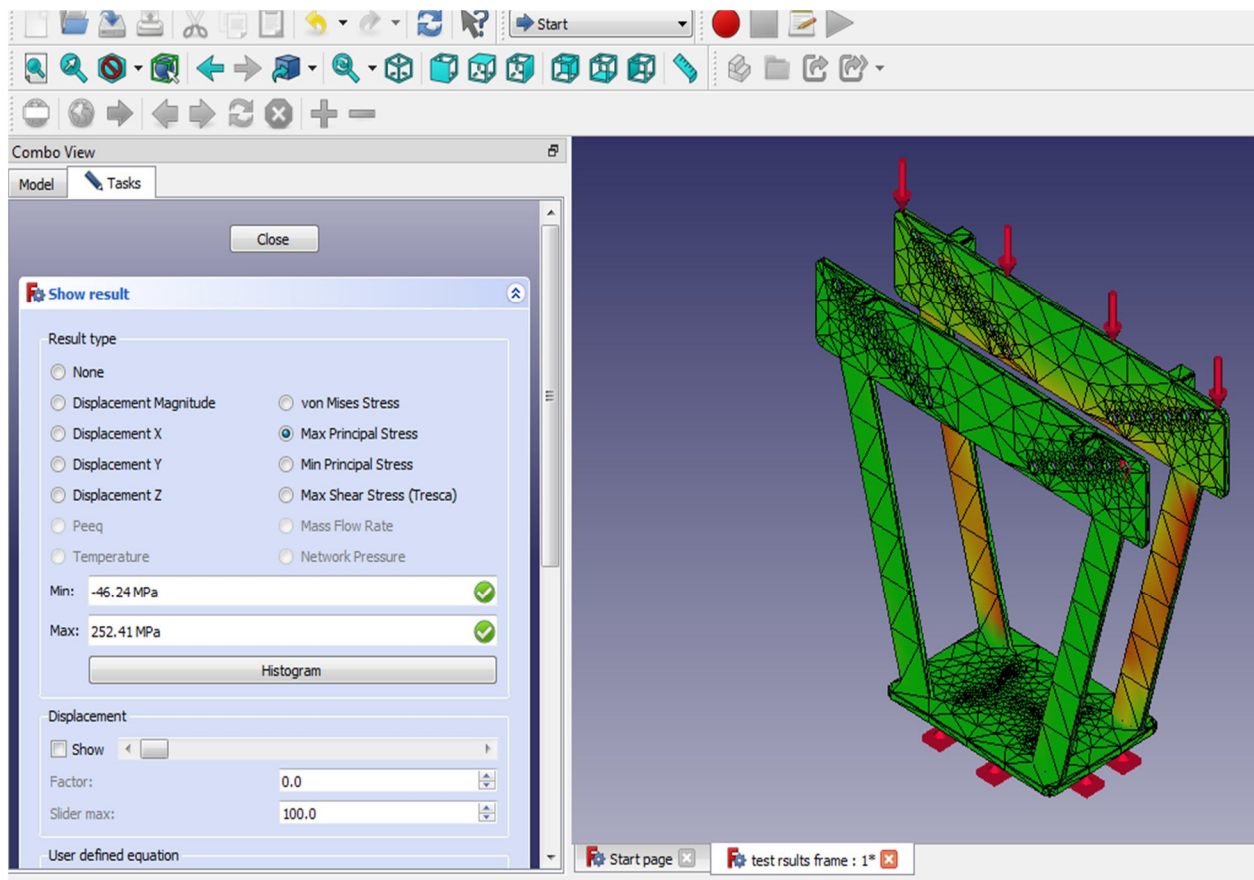 Start
Combo View
Model
Tasks
Close
Show result
Result type
None
Displacement Magnitude
von Mises Stress
Displacement X
Max Principal Stress
Displacement Y
Min Principal Stress
Displacement Z
Max Shear Stress (Tresca)
Peeq
Mass Flow Rate
Temperature
Network Pressure
Min: -46.24 MPa
Max: 252.41 MPa
Histogram
Displacement
Show
Factor: 0.0
Slider max: 100.0
User defined equation
Start page
test rsults frame : 1*